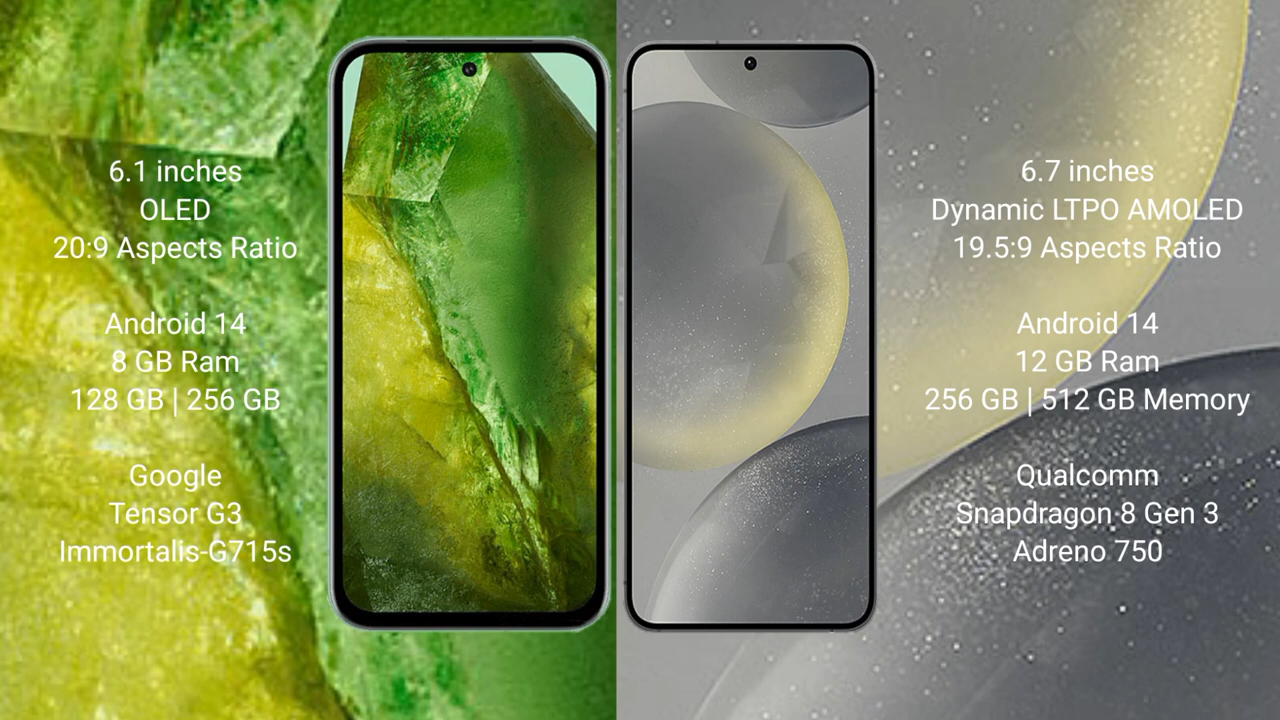 6.1 inches
OLED
20:9 Aspects Ratio
Android 14
8 GB Ram
128 GB | 256 GB
Google
Tensor G3
Immortalis-G715s
6.7 inches
Dynamic LTPO AMOLED
19.5:9 Aspects Ratio
Android 14
12 GB Ram
256 GB | 512 GB Memory
Qualcomm
Snapdragon 8 Gen 3
Adreno 750